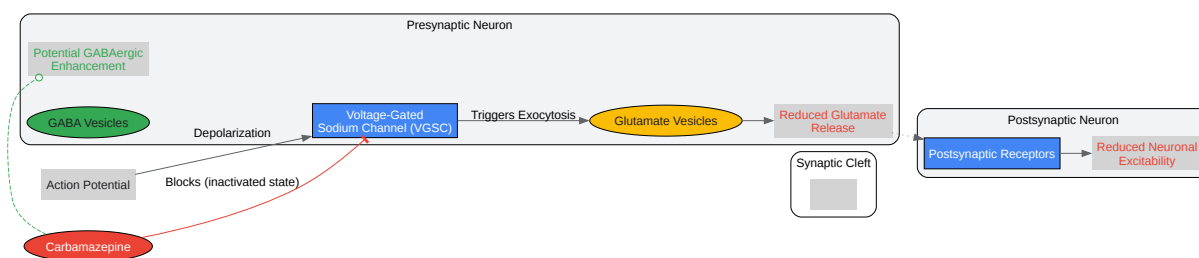 Presynaptic Neuron
Potential GABAergic
Enhancement
GABA Vesicles
Depolarization
Voltage-Gated
Sodium Channel (VGSC)
Triggers Exocytosis
Glutamate Vesicles
Reduced Glutamate
Release
Postsynaptic Neuron
Postsynaptic Receptors
Reduced Neuronal
Excitability
Synaptic Cleft
Action Potential
Blocks (inactivated state)
Carbamazepine